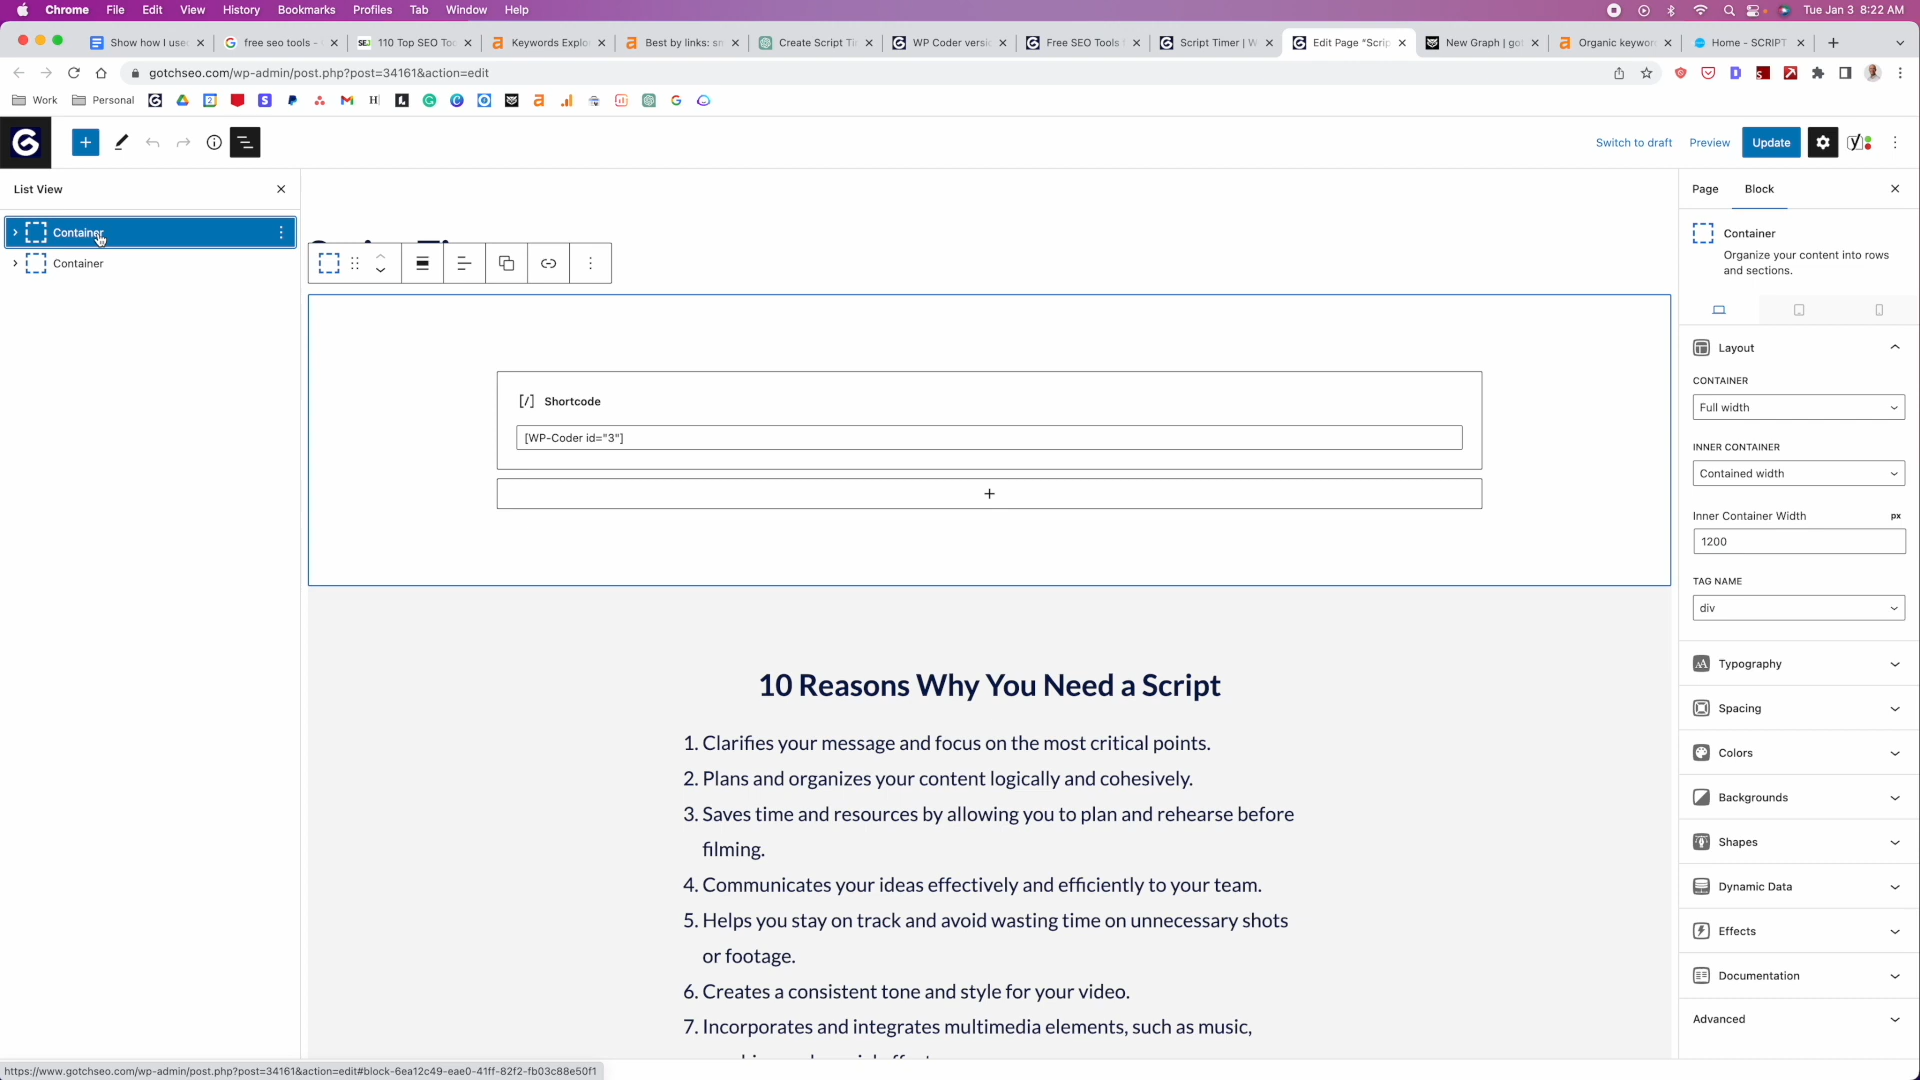 Chrome File Edit View History Bookmarks Profiles Tab Window Help
Tue Jan 3 8:22 AM
Show how I use
free seo tools -
110 Top SEO To
Keywords Explo
Best by links: sn
Create Script Ti
WP Coder versi
Free SEO Tools
Script Timer | W
Edit Page “Scrip
New Graph | go
Organic keywor
Home - SCRIPT
gotchseo.com/wp-admin/post.php?post=34161&action=edit
Work
Personal
Switch to draft
Preview
Update
List View
Container
Container
[/] Shortcode
[WP-Coder id="3"]
10 Reasons Why You Need a Script
1. Clarifies your message and focus on the most critical points.
2. Plans and organizes your content logically and cohesively.
3. Saves time and resources by allowing you to plan and rehearse before
filming.
4. Communicates your ideas effectively and efficiently to your team.
5. Helps you stay on track and avoid wasting time on unnecessary shots
or footage.
6. Creates a consistent tone and style for your video.
7. Incorporates and integrates multimedia elements, such as music,
Page
Block
Container
Organize your content into rows
and sections.
Layout
CONTAINER
Full width
INNER CONTAINER
Contained width
Inner Container Width
px
1200
TAG NAME
div
Typography
Spacing
Colors
Backgrounds
Shapes
Dynamic Data
Effects
Documentation
Advanced
https://www.gotchseo.com/wp-admin/post.php?post=34161&action=edit#block-6ea12c49-eae0-41ff-82f2-fb03c88e50f1